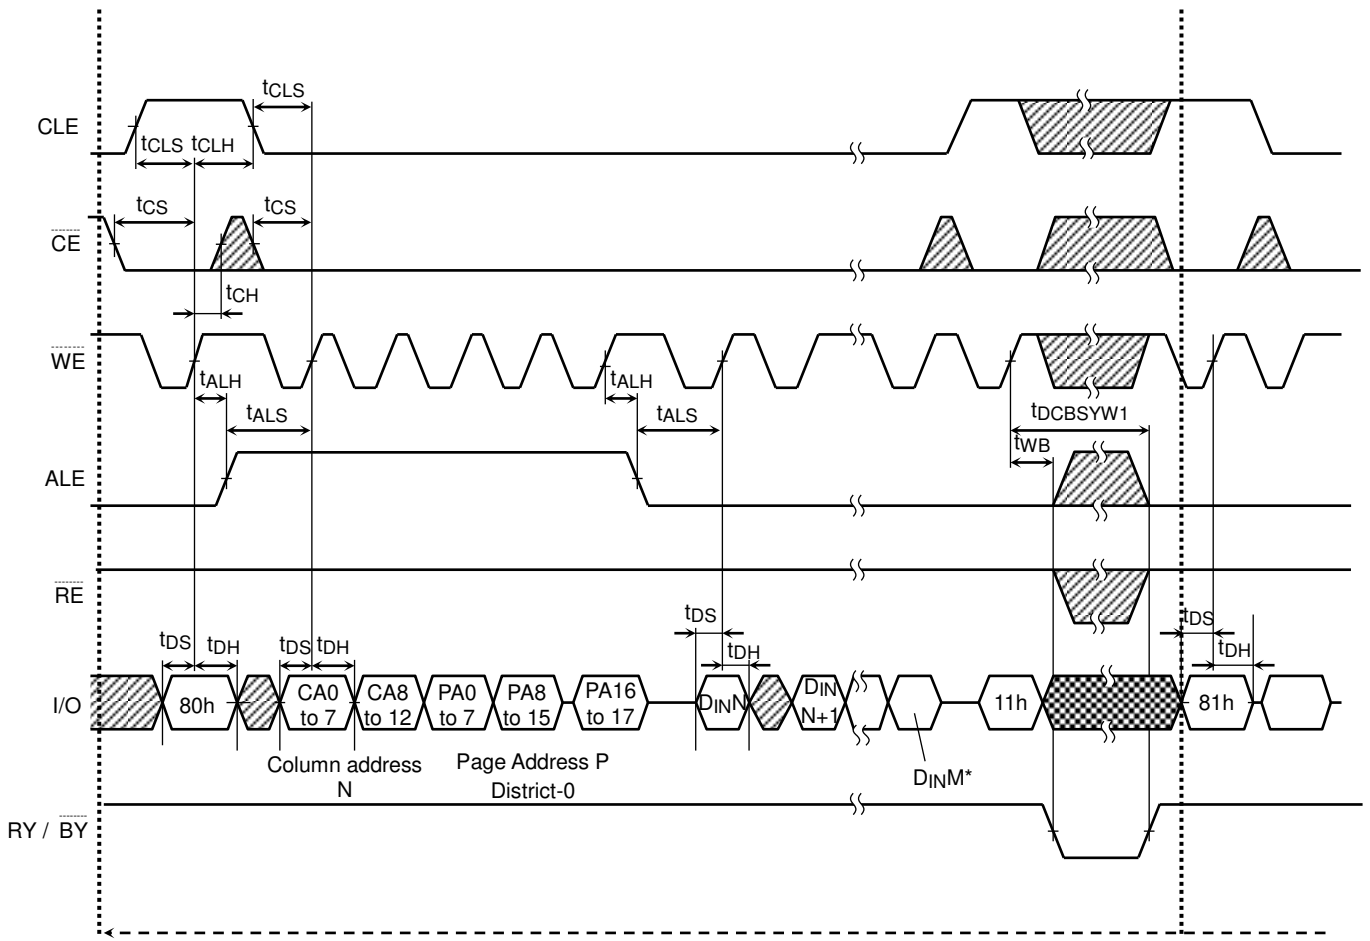 tCLS
CLE
tCLS tCLH
tCS tCS
CE
tCH
WE
tALH tALH
tALS tALS tDCBSYW1
tWB
ALE
RE
tDS tDH tDS tDH tDS tDH tDS tDH
I/O 80h CA0 to 7 CA8 to 12 PA0 to 7 PA8 to 15 PA16 to 17 DINN DIN N+1 11h 81h
Column address
N
Page Address P
District-0
DINM*
RY / BY